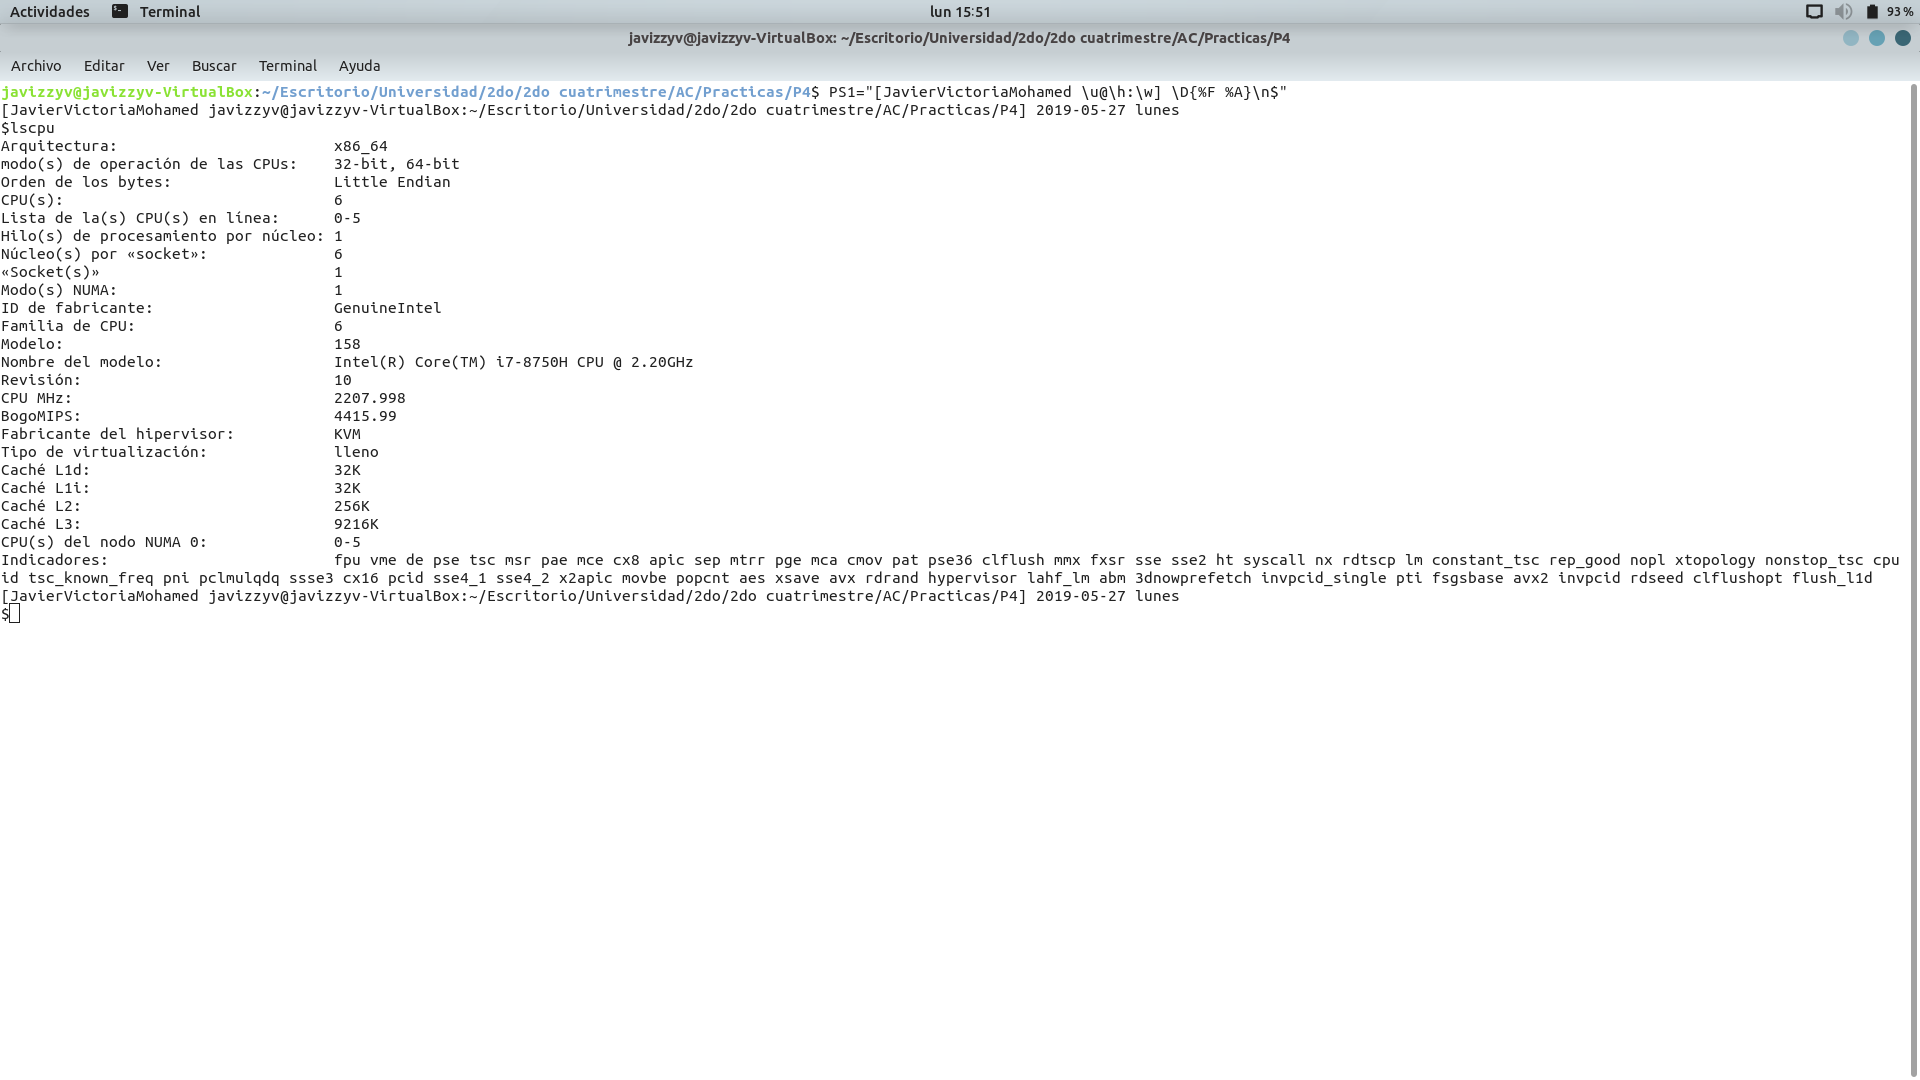 Actividades Terminal lun 15:51 93 %
javizzyv@javizzyv-VirtualBox: ~/Escritorio/Universidad/2do/2do cuatrimestre/AC/Practicas/P4
Archivo Editar Ver Buscar Terminal Ayuda
javizzyv@javizzyv-VirtualBox:~/Escritorio/Universidad/2do/2do cuatrimestre/AC/Practicas/P4$ PS1="[JavierVictoriaMohamed \u@\h:\w] \D{%F %A}\n$"
[JavierVictoriaMohamed javizzyv@javizzyv-VirtualBox:~/Escritorio/Universidad/2do/2do cuatrimestre/AC/Practicas/P4] 2019-05-27 lunes
$lscpu
Arquitectura: x86_64
modo(s) de operación de las CPUs: 32-bit, 64-bit
Orden de los bytes: Little Endian
CPU(s): 6
Lista de la(s) CPU(s) en línea: 0-5
Hilo(s) de procesamiento por núcleo: 1
Núcleo(s) por «socket»: 6
«Socket(s)» 1
Modo(s) NUMA: 1
ID de fabricante: GenuineIntel
Familia de CPU: 6
Modelo: 158
Nombre del modelo: Intel(R) Core(TM) i7-8750H CPU @ 2.20GHz
Revisión: 10
CPU MHz: 2207.998
BogoMIPS: 4415.99
Fabricante del hipervisor: KVM
Tipo de virtualización: lleno
Caché L1d: 32K
Caché L1i: 32K
Caché L2: 256K
Caché L3: 9216K
CPU(s) del nodo NUMA 0: 0-5
Indicadores: fpu vme de pse tsc msr pae mce cx8 apic sep mtrr pge mca cmov pat pse36 clflush mmx fxsr sse sse2 ht syscall nx rdtscp lm constant_tsc rep_good nopl xtopology nonstop_tsc cpu
id tsc_known_freq pni pclmulqdq ssse3 cx16 pcid sse4_1 sse4_2 x2apic movbe popcnt aes xsave avx rdrand hypervisor lahf_lm abm 3dnowprefetch invpcid_single pti fsgsbase avx2 invpcid rdseed clflushopt flush_l1d
[JavierVictoriaMohamed javizzyv@javizzyv-VirtualBox:~/Escritorio/Universidad/2do/2do cuatrimestre/AC/Practicas/P4] 2019-05-27 lunes
$